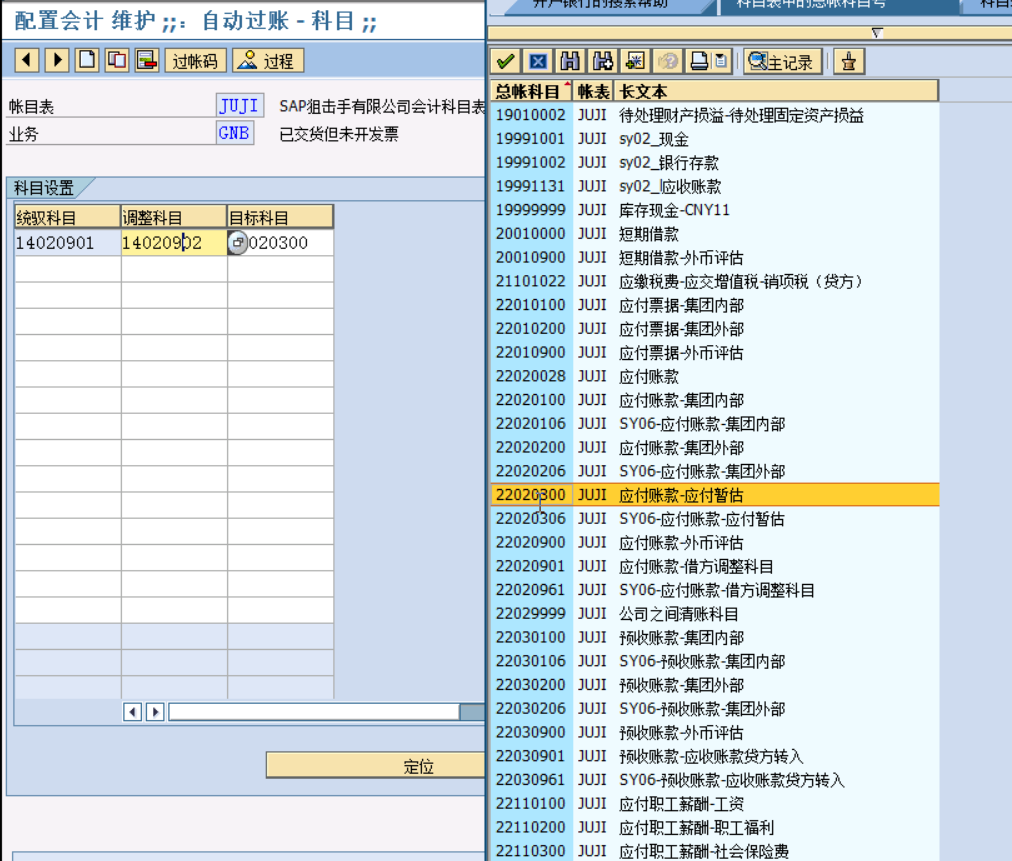 配置会计 维护 ;;: 自动过账 - 科目 ;;
过帐码 过程
帐目表 JUJI SAP狙击手有限公司会计科目表
业务 GNB 已交货但未开发票
科目设置
统驭科目 调整科目 目标科目
14020901 14020902 020300
定位
总帐科目 帐表 长文本
主记录
19010002 JUJI 待处理财产损溢-待处理固定资产损益
19991001 JUJI sy02_现金
19991002 JUJI sy02_银行存款
19991131 JUJI sy02_应收账款
19999999 JUJI 库存现金-CNY11
20010000 JUJI 短期借款
20010900 JUJI 短期借款-外币评估
21101022 JUJI 应缴税费-应交增值税-销项税（贷方）
22010100 JUJI 应付票据-集团内部
22010200 JUJI 应付票据-集团外部
22010900 JUJI 应付票据-外币评估
22020028 JUJI 应付账款
22020100 JUJI 应付账款-集团内部
22020106 JUJI SY06-应付账款-集团内部
22020200 JUJI 应付账款-集团外部
22020206 JUJI SY06-应付账款-集团外部
22020300 JUJI 应付账款-应付暂估
22020306 JUJI SY06-应付账款-应付暂估
22020900 JUJI 应付账款-外币评估
22020901 JUJI 应付账款-借方调整科目
22020961 JUJI SY06-应付账款-借方调整科目
22029999 JUJI 公司之间清账科目
22030100 JUJI 预收账款-集团内部
22030106 JUJI SY06-预收账款-集团内部
22030200 JUJI 预收账款-集团外部
22030206 JUJI SY06-预收账款-集团外部
22030900 JUJI 预收账款-外币评估
22030901 JUJI 预收账款-应收账款贷方转入
22030961 JUJI SY06-预收账款-应收账款贷方转入
22110100 JUJI 应付职工薪酬-工资
22110200 JUJI 应付职工薪酬-职工福利
22110300 JUJI 应付职工薪酬-社会保险费